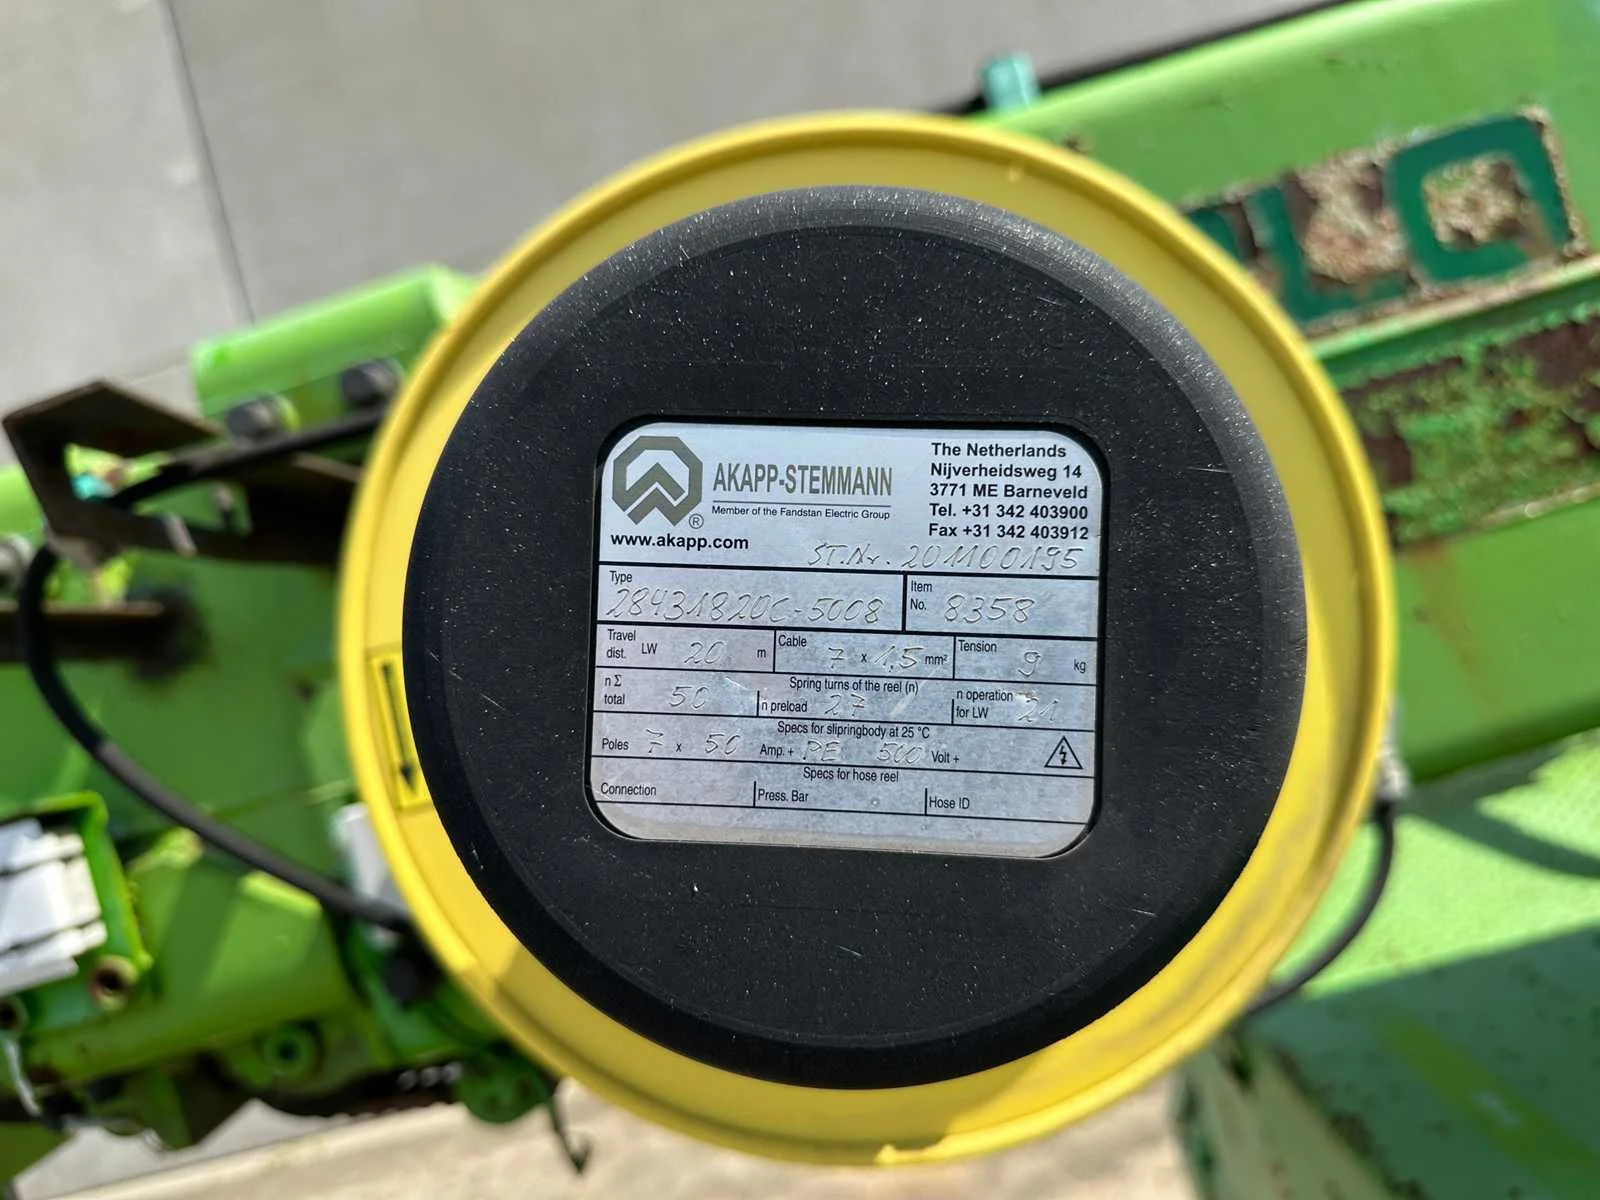 AKAPP-STEMMANN
Member of the Fandstan Electric Group
®
www.akapp.com
The Netherlands
Nijverheidsweg 14
3771 ME Barneveld
Tel. +31 342 403900
Fax +31 342 403912
ST.Nr. 201100195
Type 28431820C-5008 Item No. 8358
Travel dist. LW 20 m Cable 7 x 1,5 mm² Tension 9 kg
Spring turns of the reel (n)
n Σ total 50 n preload 27 n operation for LW 21
Specs for slipringbody at 25 °C
Poles 7 x 50 Amp. + PE 500 Volt +
Specs for hose reel
Connection Press. Bar Hose ID